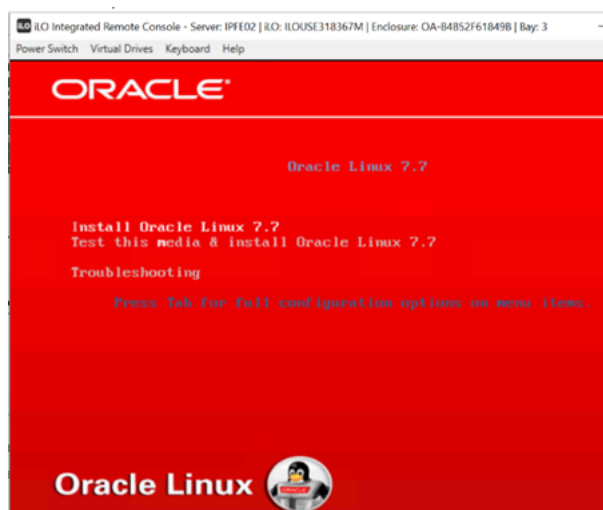 iLO Integrated Remote Console - Server: IPFE02 | iLO: ILOUSE318367M | Enclosure: OA-B4B52F61849B | Bay: 3
Power Switch Virtual Drives Keyboard Help
ORACLE®
Oracle Linux 7.7
Install Oracle Linux 7.7
Test this media & install Oracle Linux 7.7
Troubleshooting
Press Tab for full configuration options on menu items.
Oracle Linux
ORACLE